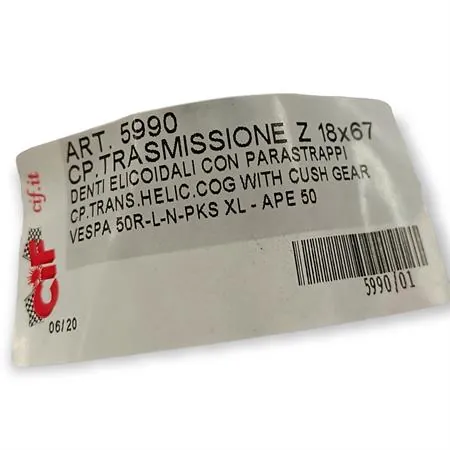 ART. 5990
CP.TRASMISSIONE Z 18x67
DENTI ELICOIDALI CON PARASTRAPPI
CP.TRANS.HELIC.COG WITH CUSH GEAR
VESPA 50R-L-N-PKS XL - APE 50
5990/01
CiF
cif.it
06/20